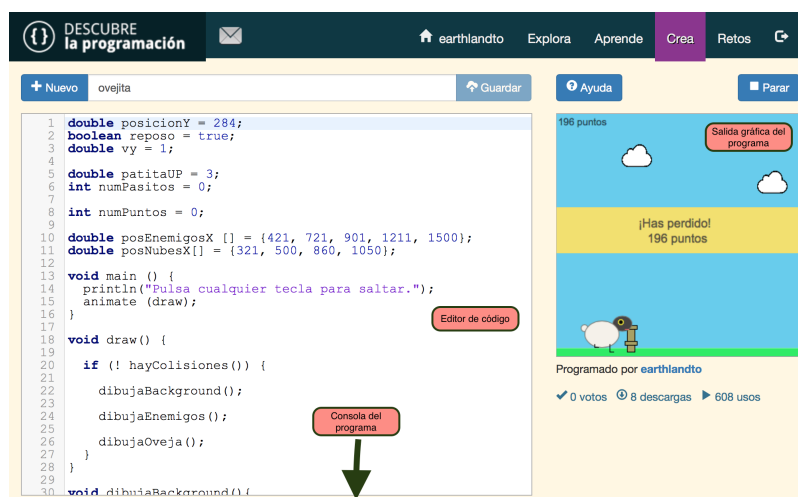 {} DESCUBRE
la programación
earthlandto Explora Aprende Crea Retos
+ Nuevo ovejita Guardar
Ayuda Parar
1 double posicionY = 284;
2 boolean reposo = true;
3 double vy = 1;
4
5 double patitaUP = 3;
6 int numPasitos = 0;
7
8 int numPuntos = 0;
9
10 double posEnemigosX [] = {421, 721, 901, 1211, 1500};
11 double posNubesX[] = {321, 500, 860, 1050};
12
13 void main () {
14 println("Pulsa cualquier tecla para saltar.");
15 animate (draw);
16 }
17
18 void draw() {
19
20 if (! hayColisiones()) {
21
22 dibujaBackground();
23
24 dibujaEnemigos();
25
26 dibujaOveja();
27 }
28 }
29
30 void dibujaBackground(){
Editor de código
Consola del
programa
196 puntos
Salida gráfica del
programa
¡Has perdido!
196 puntos
Programado por earthlandto
0 votos 8 descargas 608 usos